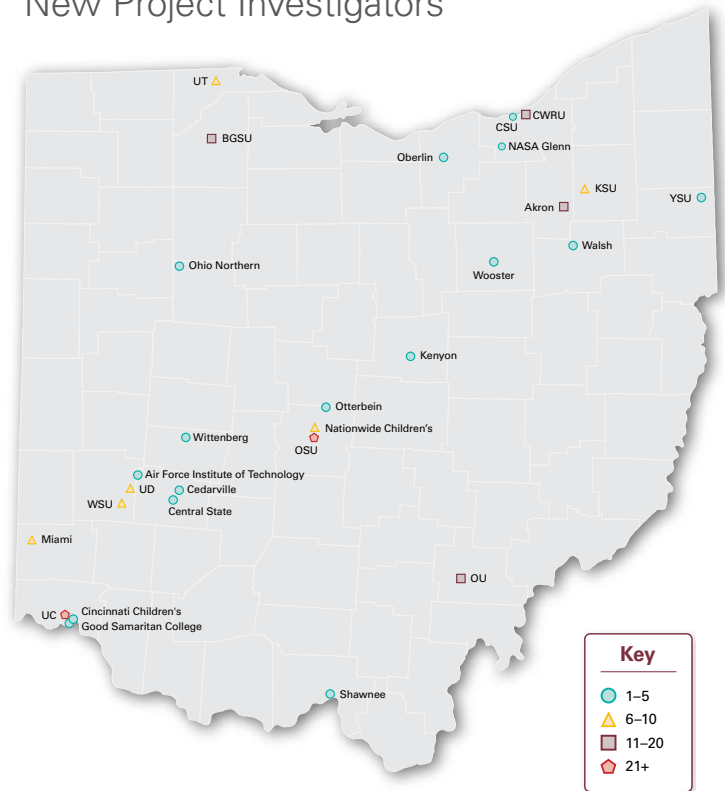 New Project Investigators
UT
BGSU
CWRU
CSU
NASA Glenn
Oberlin
KSU
YSU
Akron
Walsh
Ohio Northern
Wooster
Kenyon
Otterbein
Nationwide Children's
OSU
Wittenberg
Air Force Institute of Technology
UD
Cedarville
WSU
Central State
Miami
OU
UC
Cincinnati Children's
Good Samaritan College
Shawnee
Key
1–5
6–10
11–20
21+